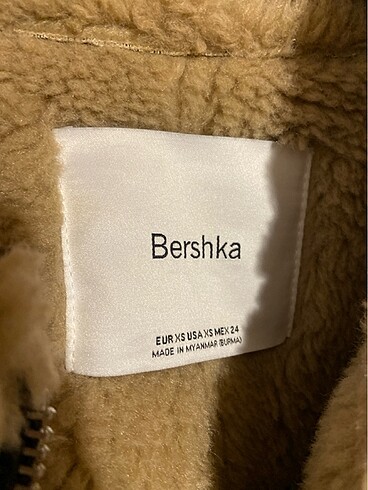 Bershka
EUR XS USA XS MEX 24
MADE IN MYANMAR (BURMA)